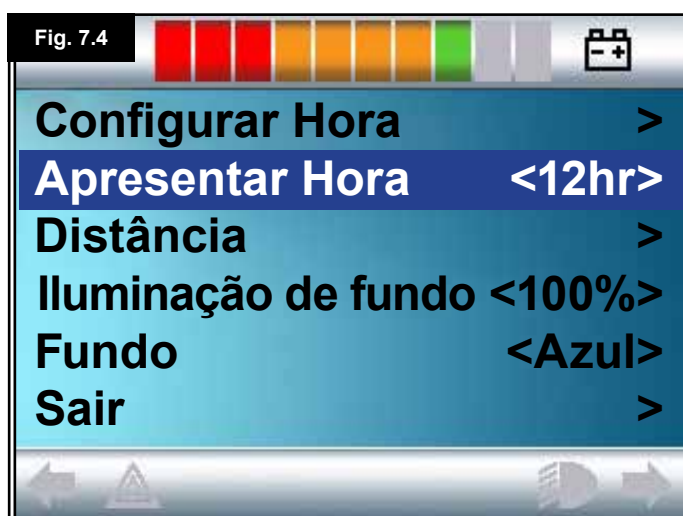 Fig. 7.4
Configurar Hora >
Apresentar Hora <12hr>
Distância >
Iluminação de fundo <100%>
Fundo <Azul>
Sair >